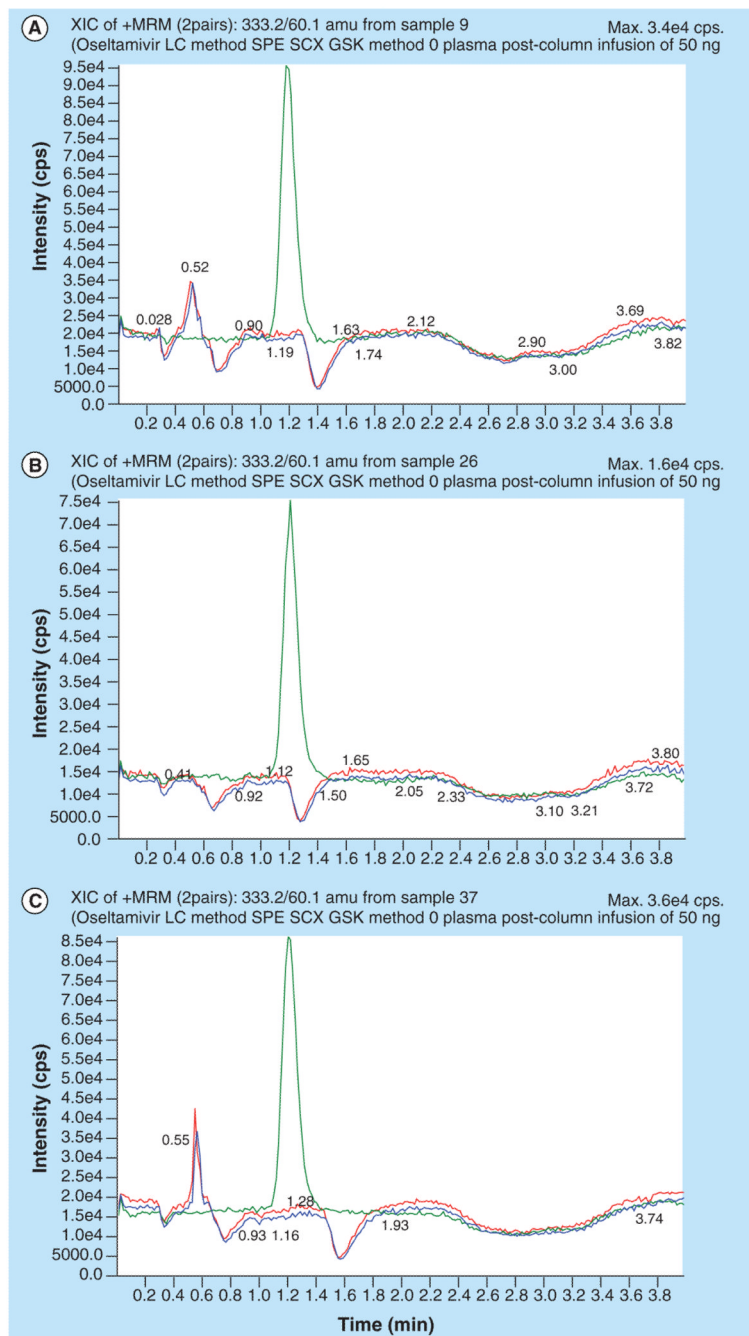 A
XIC of +MRM (2pairs): 333.2/60.1 amu from sample 9 Max. 3.4e4 cps.
(Oseltamivir LC method SPE SCX GSK method 0 plasma post-column infusion of 50 ng
Intensity (cps)
9.5e4
9.0e4
8.5e4
8.0e4
7.5e4
7.0e4
6.5e4
6.0e4
5.5e4
5.0e4
4.5e4
4.0e4
3.5e4
3.0e4
2.5e4
2.0e4
1.5e4
1.0e4
5000.0
0.0
0.52
0.028 0.90 1.63 2.12 3.69
1.19 1.74 2.90 3.00 3.82
0.2 0.4 0.6 0.8 1.0 1.2 1.4 1.6 1.8 2.0 2.2 2.4 2.6 2.8 3.0 3.2 3.4 3.6 3.8
B
XIC of +MRM (2pairs): 333.2/60.1 amu from sample 26 Max. 1.6e4 cps.
(Oseltamivir LC method SPE SCX GSK method 0 plasma post-column infusion of 50 ng
Intensity (cps)
7.5e4
7.0e4
6.5e4
6.0e4
5.5e4
5.0e4
4.5e4
4.0e4
3.5e4
3.0e4
2.5e4
2.0e4
1.5e4
1.0e4
5000.0
0.0
0.41 1.12 1.65 3.80
0.92 1.50 2.05 2.33 3.10 3.21 3.72
0.2 0.4 0.6 0.8 1.0 1.2 1.4 1.6 1.8 2.0 2.2 2.4 2.6 2.8 3.0 3.2 3.4 3.6 3.8
C
XIC of +MRM (2pairs): 333.2/60.1 amu from sample 37 Max. 3.6e4 cps.
(Oseltamivir LC method SPE SCX GSK method 0 plasma post-column infusion of 50 ng
Intensity (cps)
8.5e4
8.0e4
7.5e4
7.0e4
6.5e4
6.0e4
5.5e4
5.0e4
4.5e4
4.0e4
3.5e4
3.0e4
2.5e4
2.0e4
1.5e4
1.0e4
5000.0
0.0
0.55
1.28
0.93 1.16 1.93 3.74
0.2 0.4 0.6 0.8 1.0 1.2 1.4 1.6 1.8 2.0 2.2 2.4 2.6 2.8 3.0 3.2 3.4 3.6 3.8
Time (min)